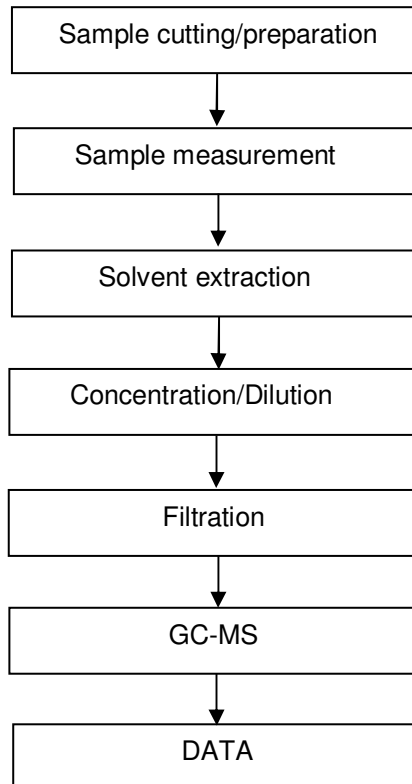 Sample cutting/preparation
Sample measurement
Solvent extraction
Concentration/Dilution
Filtration
GC-MS
DATA